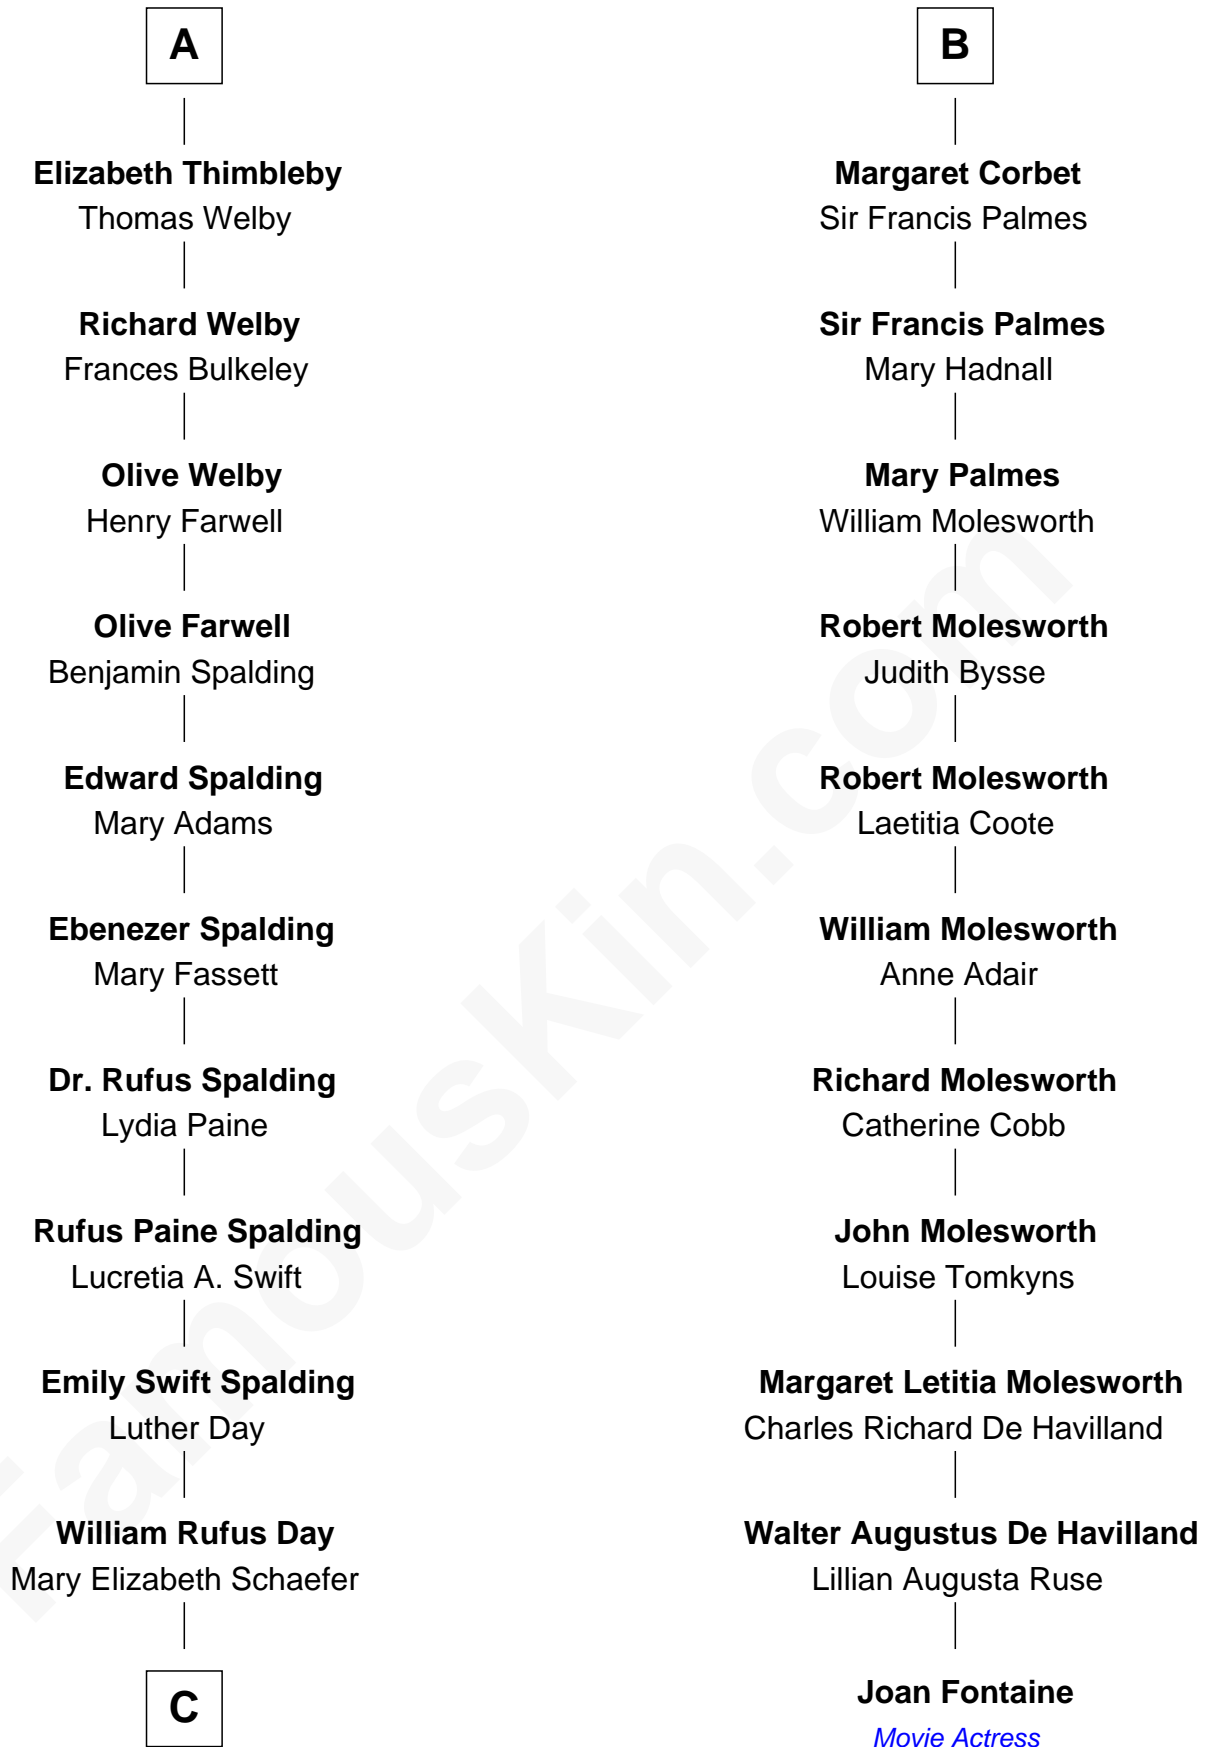 A
Elizabeth Thimbleby
Thomas Welby
Richard Welby
Frances Bulkeley
Olive Welby
Henry Farwell
Olive Farwell
Benjamin Spalding
Edward Spalding
Mary Adams
Ebenezer Spalding
Mary Fassett
Dr. Rufus Spalding
Lydia Paine
Rufus Paine Spalding
Lucretia A. Swift
Emily Swift Spalding
Luther Day
William Rufus Day
Mary Elizabeth Schaefer
C
B
Margaret Corbet
Sir Francis Palmes
Sir Francis Palmes
Mary Hadnall
Mary Palmes
William Molesworth
Robert Molesworth
Judith Bysse
Robert Molesworth
Laetitia Coote
William Molesworth
Anne Adair
Richard Molesworth
Catherine Cobb
John Molesworth
Louise Tomkyns
Margaret Letitia Molesworth
Charles Richard De Havilland
Walter Augustus De Havilland
Lillian Augusta Ruse
Joan Fontaine
Movie Actress
FamousKin.com